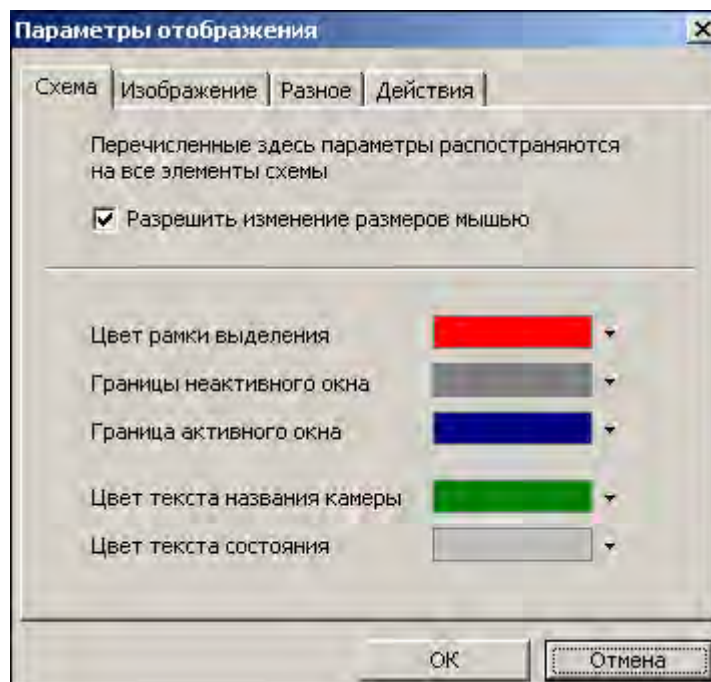 Параметры отображения
Схема Изображение Разное Действия
Перечисленные здесь параметры распостраняются
на все элементы схемы
Разрешить изменение размеров мышью
Цвет рамки выделения
Границы неактивного окна
Граница активного окна
Цвет текста названия камеры
Цвет текста состояния
ОК Отмена